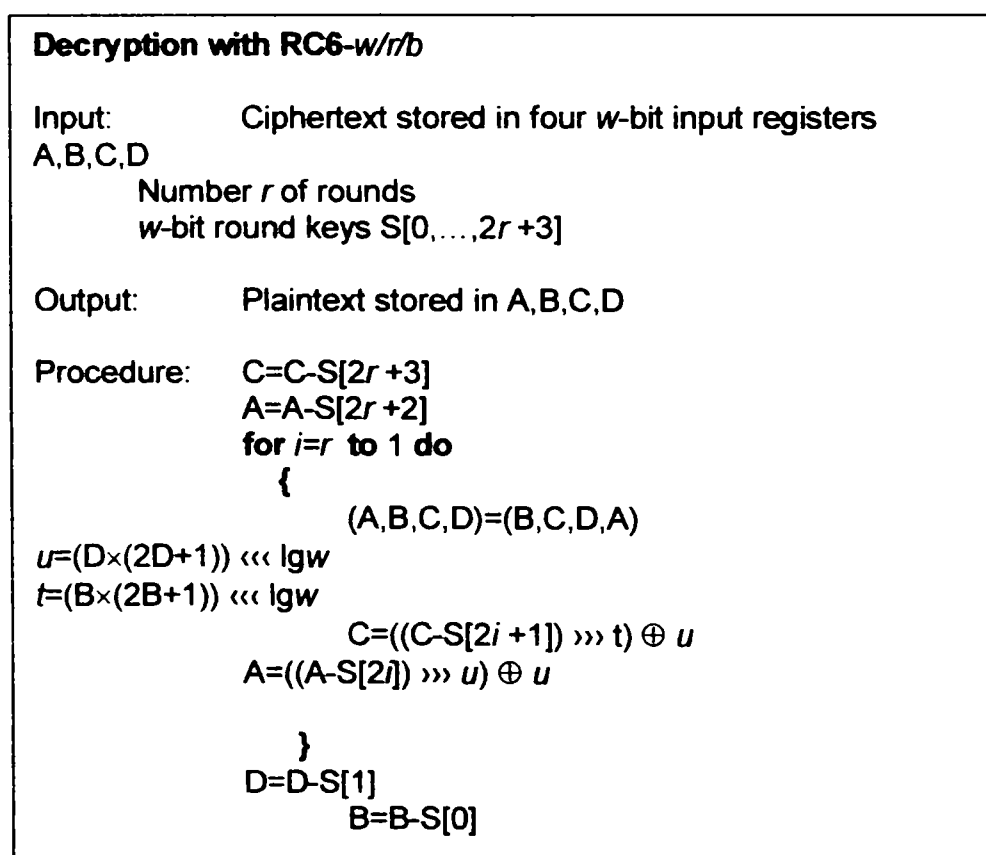 Decryption with RC6-w/r/b
Input: Ciphertext stored in four w-bit input registers
A,B,C,D
Number r of rounds
w-bit round keys S[0,…,2r +3]
Output: Plaintext stored in A,B,C,D
Procedure: C=C-S[2r +3]
A=A-S[2r +2]
for i=r to 1 do
{
(A,B,C,D)=(B,C,D,A)
u=(D×(2D+1)) ‹‹‹ lgw
t=(B×(2B+1)) ‹‹‹ lgw
C=((C-S[2i +1]) ››› t) ⊕ u
A=((A-S[2i]) ››› u) ⊕ u
}
D=D-S[1]
B=B-S[0]